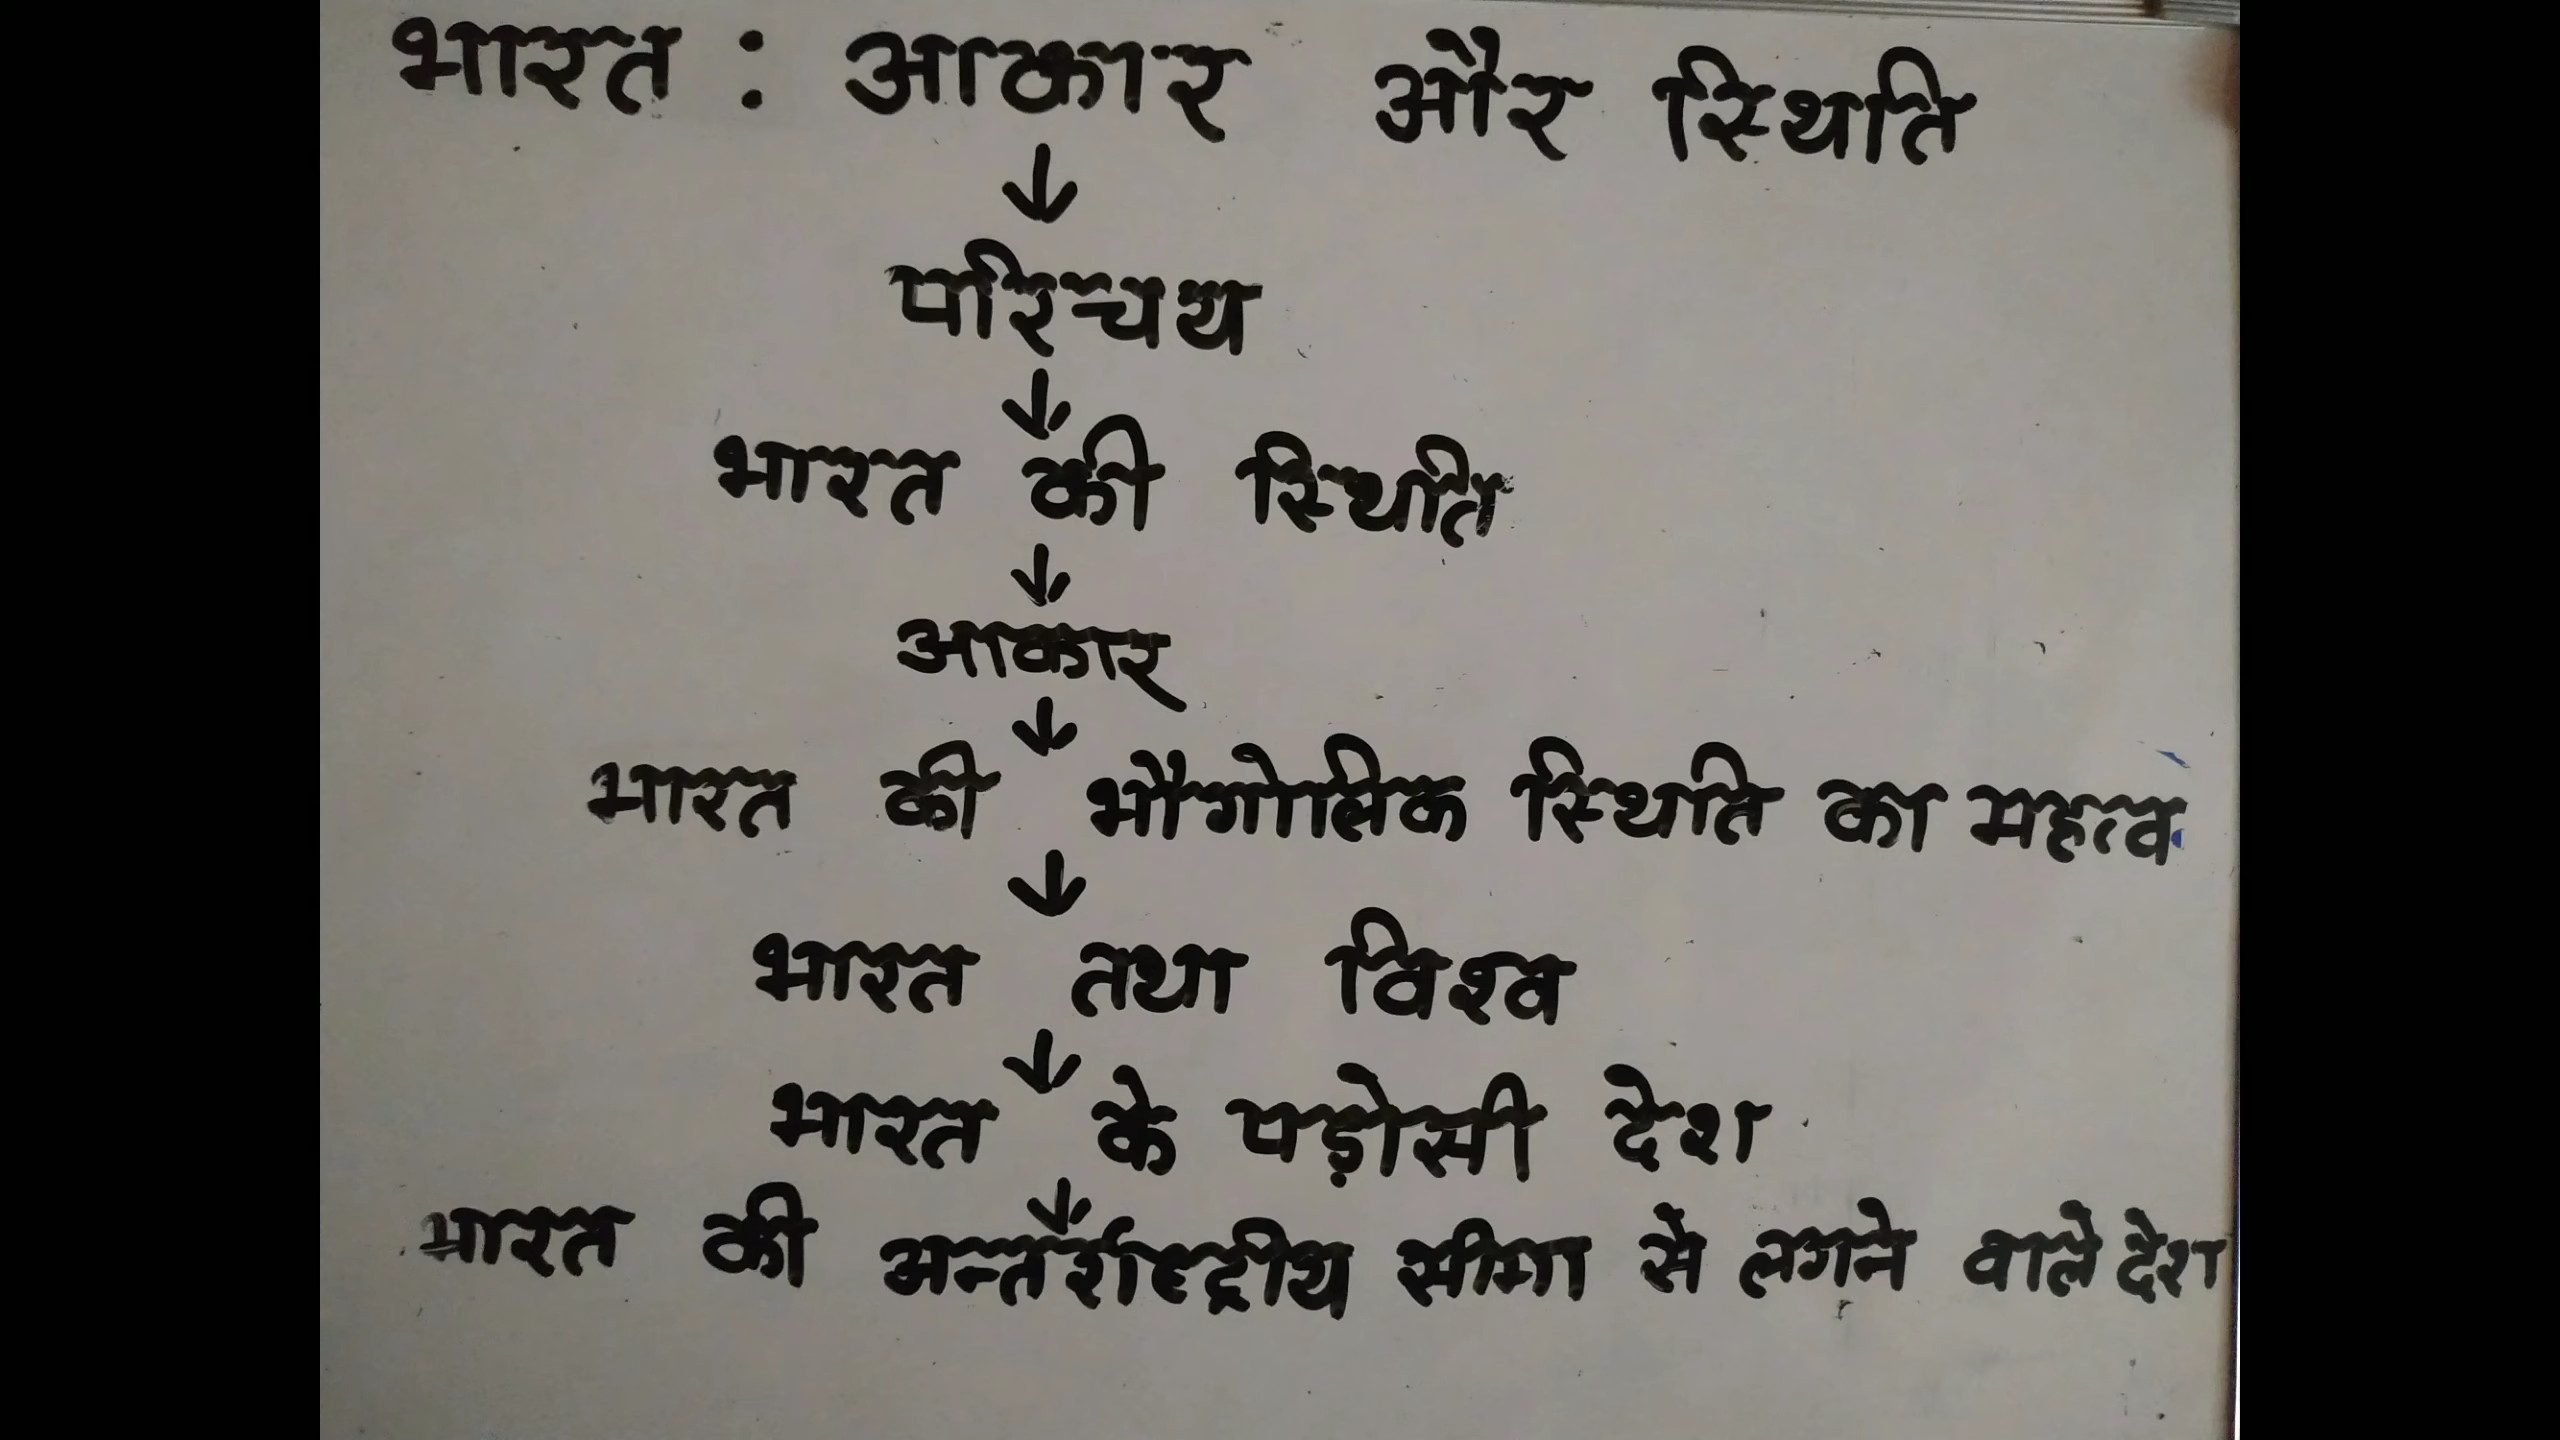 भारत : आकार और स्थिति
↓
परिचय
↓
भारत की स्थिति
↓
आकार
↓
भारत की भौगोलिक स्थिति का महत्व
↓
भारत तथा विश्व
↓
भारत के पड़ोसी देश
↓
भारत की अन्तर्राष्ट्रीय सीमा से लगने वाले देश